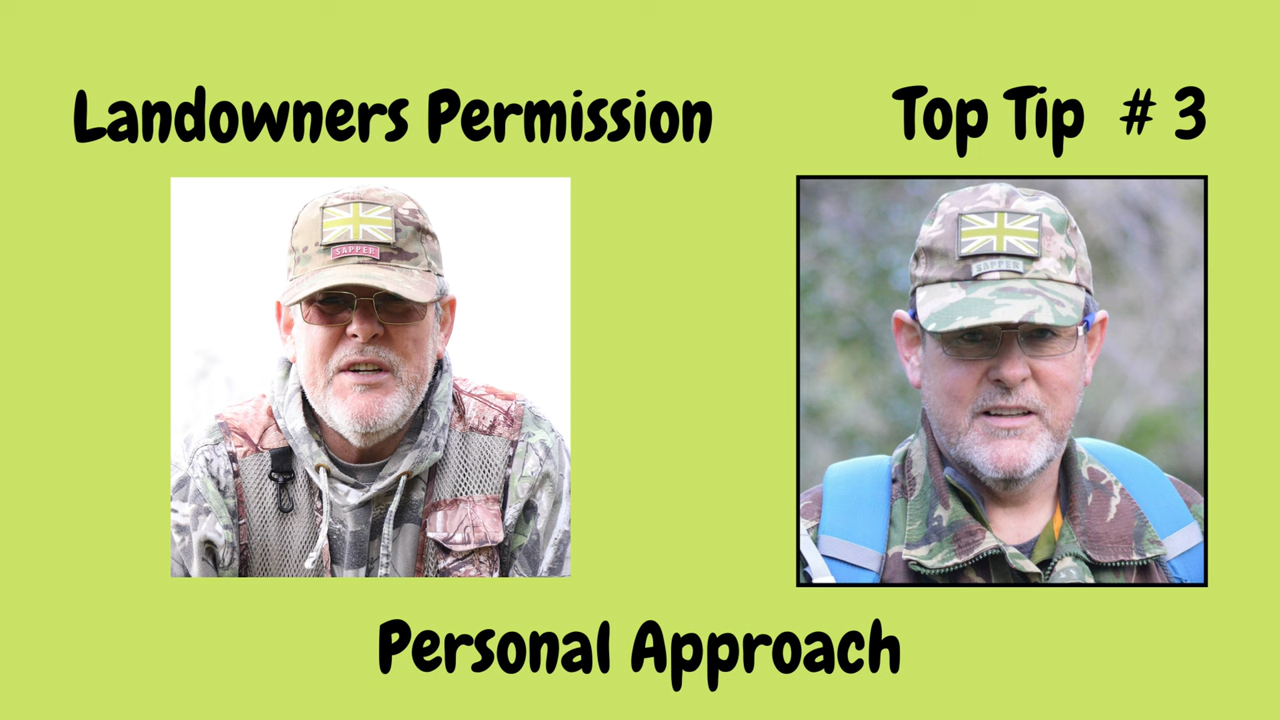 Landowners Permission
Top Tip # 3
SAPPER
SAPPER
Personal Approach